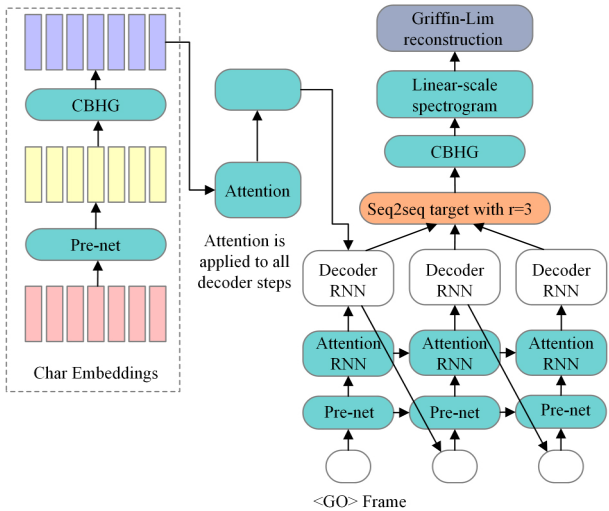 CBHG
Pre-net
Char Embeddings
Attention
Attention is
applied to all
decoder steps
Griffin-Lim
reconstruction
Linear-scale
spectrogram
CBHG
Seq2seq target with r=3
Decoder
RNN
Decoder
RNN
Decoder
RNN
Attention
RNN
Attention
RNN
Attention
RNN
Pre-net
Pre-net
Pre-net
<GO> Frame